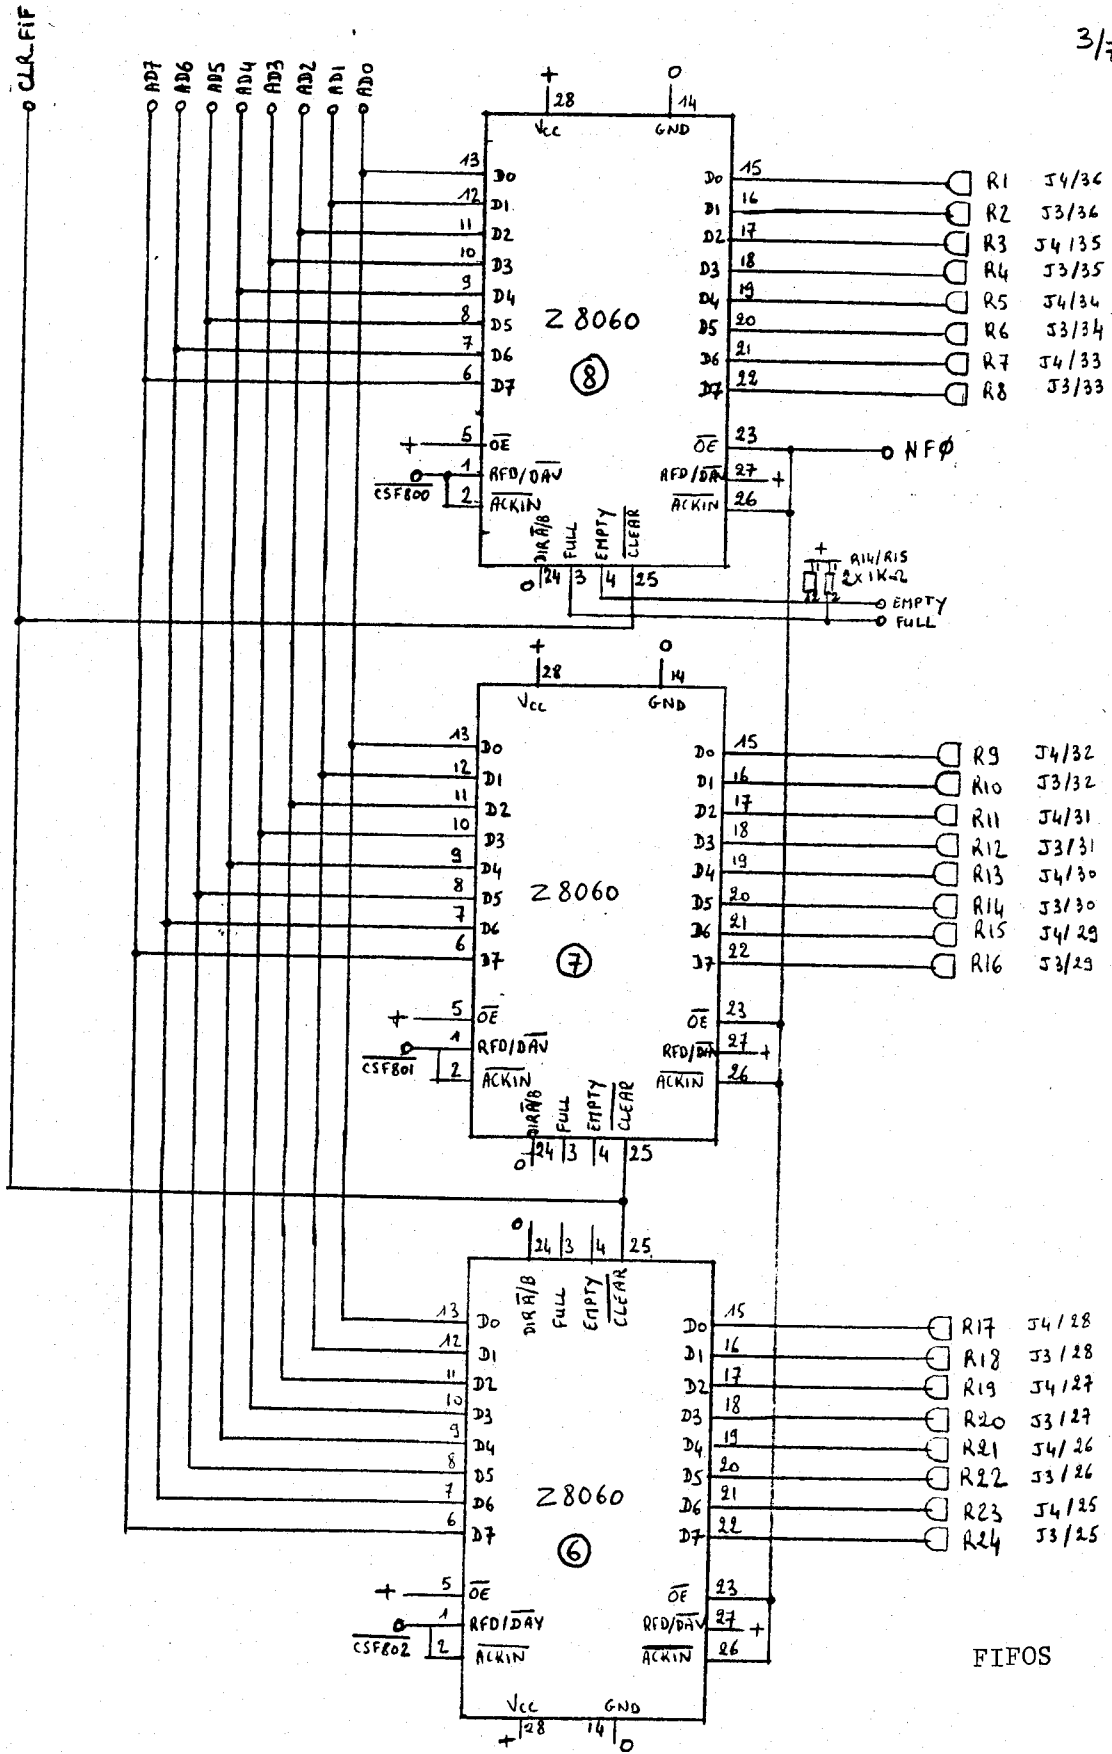 3/7
CLR_FIF
AD7
AD6
AD5
AD4
AD3
AD2
AD1
AD0
+ 28 Vcc
0 14 GND
13 D0
12 D1
11 D2
10 D3
9 D4
8 D5
7 D6
6 D7
Z8060
8
D0 15 R1 J4/36
D1 16 R2 J3/36
D2 17 R3 J4/35
D3 18 R4 J3/35
D4 19 R5 J4/34
D5 20 R6 J3/34
D6 21 R7 J4/33
D7 22 R8 J3/33
+ 5 OE
1 RFD/DAV
CSF800
2 ACKIN
OE 23 NFØ
RFD/DAV 27 +
ACKIN 26
DIR A/B
FULL
EMPTY
CLEAR
0 24 3 4 25
+ R14/R15
2X1KΩ
EMPTY
FULL
+ 28 Vcc
0 14 GND
13 D0
12 D1
11 D2
10 D3
9 D4
8 D5
7 D6
6 D7
Z8060
7
D0 15 R9 J4/32
D1 16 R10 J3/32
D2 17 R11 J4/31
D3 18 R12 J3/31
D4 19 R13 J4/30
D5 20 R14 J3/30
D6 21 R15 J4/29
D7 22 R16 J3/29
+ 5 OE
1 RFD/DAV
CSF801
2 ACKIN
OE 23
RFD/DAV 27 +
ACKIN 26
DIR A/B
FULL
EMPTY
CLEAR
0 24 3 4 25
0 24 3 4 25
DIR A/B
FULL
EMPTY
CLEAR
13 D0
12 D1
11 D2
10 D3
9 D4
8 D5
7 D6
6 D7
Z8060
6
D0 15 R17 J4/28
D1 16 R18 J3/28
D2 17 R19 J4/27
D3 18 R20 J3/27
D4 19 R21 J4/26
D5 20 R22 J3/26
D6 21 R23 J4/25
D7 22 R24 J3/25
+ 5 OE
1 RFD/DAV
CSF802
2 ACKIN
OE 23
RFD/DAV 27 +
ACKIN 26
Vcc GND
+ 28 14 0
FIFOS